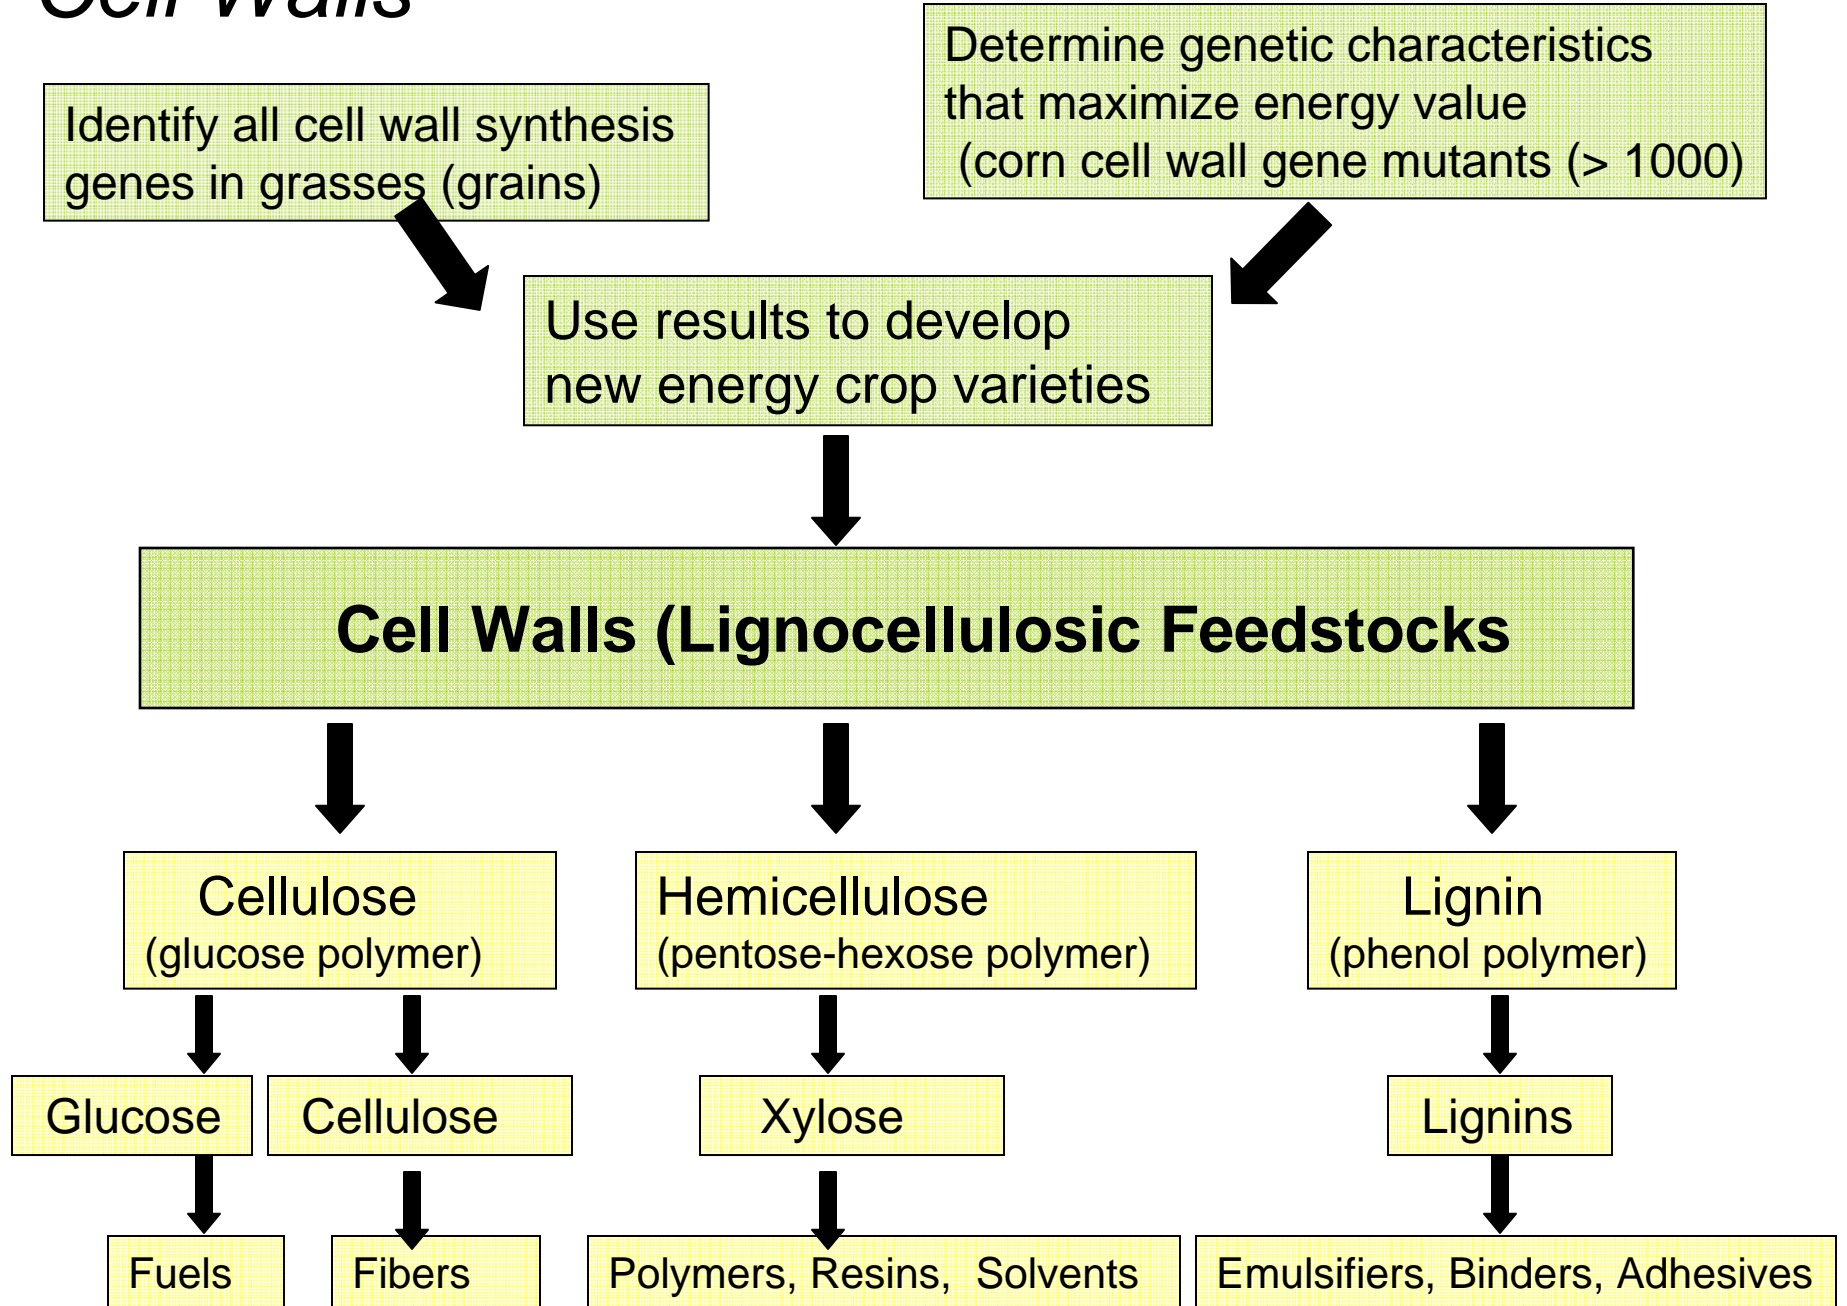 Cell Walls
Identify all cell wall synthesis
genes in grasses (grains)
Determine genetic characteristics
that maximize energy value
(corn cell wall gene mutants (> 1000)
Use results to develop
new energy crop varieties
Cell Walls (Lignocellulosic Feedstocks
Cellulose
(glucose polymer)
Hemicellulose
(pentose-hexose polymer)
Lignin
(phenol polymer)
Glucose
Cellulose
Xylose
Lignins
Fuels
Fibers
Polymers, Resins, Solvents
Emulsifiers, Binders, Adhesives